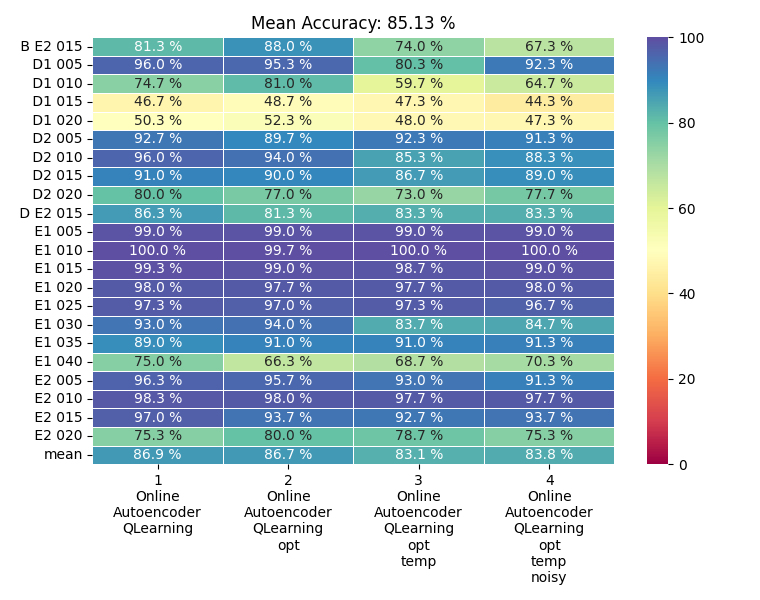 Mean Accuracy: 85.13 %
B E2 015 81.3 % 88.0 % 74.0 % 67.3 %
D1 005 96.0 % 95.3 % 80.3 % 92.3 %
D1 010 74.7 % 81.0 % 59.7 % 64.7 %
D1 015 46.7 % 48.7 % 47.3 % 44.3 %
D1 020 50.3 % 52.3 % 48.0 % 47.3 %
D2 005 92.7 % 89.7 % 92.3 % 91.3 %
D2 010 96.0 % 94.0 % 85.3 % 88.3 %
D2 015 91.0 % 90.0 % 86.7 % 89.0 %
D2 020 80.0 % 77.0 % 73.0 % 77.7 %
D E2 015 86.3 % 81.3 % 83.3 % 83.3 %
E1 005 99.0 % 99.0 % 99.0 % 99.0 %
E1 010 100.0 % 99.7 % 100.0 % 100.0 %
E1 015 99.3 % 99.0 % 98.7 % 99.0 %
E1 020 98.0 % 97.7 % 97.7 % 98.0 %
E1 025 97.3 % 97.0 % 97.3 % 96.7 %
E1 030 93.0 % 94.0 % 83.7 % 84.7 %
E1 035 89.0 % 91.0 % 91.0 % 91.3 %
E1 040 75.0 % 66.3 % 68.7 % 70.3 %
E2 005 96.3 % 95.7 % 93.0 % 91.3 %
E2 010 98.3 % 98.0 % 97.7 % 97.7 %
E2 015 97.0 % 93.7 % 92.7 % 93.7 %
E2 020 75.3 % 80.0 % 78.7 % 75.3 %
mean 86.9 % 86.7 % 83.1 % 83.8 %
1
Online
Autoencoder
QLearning
2
Online
Autoencoder
QLearning
opt
3
Online
Autoencoder
QLearning
opt
temp
4
Online
Autoencoder
QLearning
opt
temp
noisy
100
80
60
40
20
0